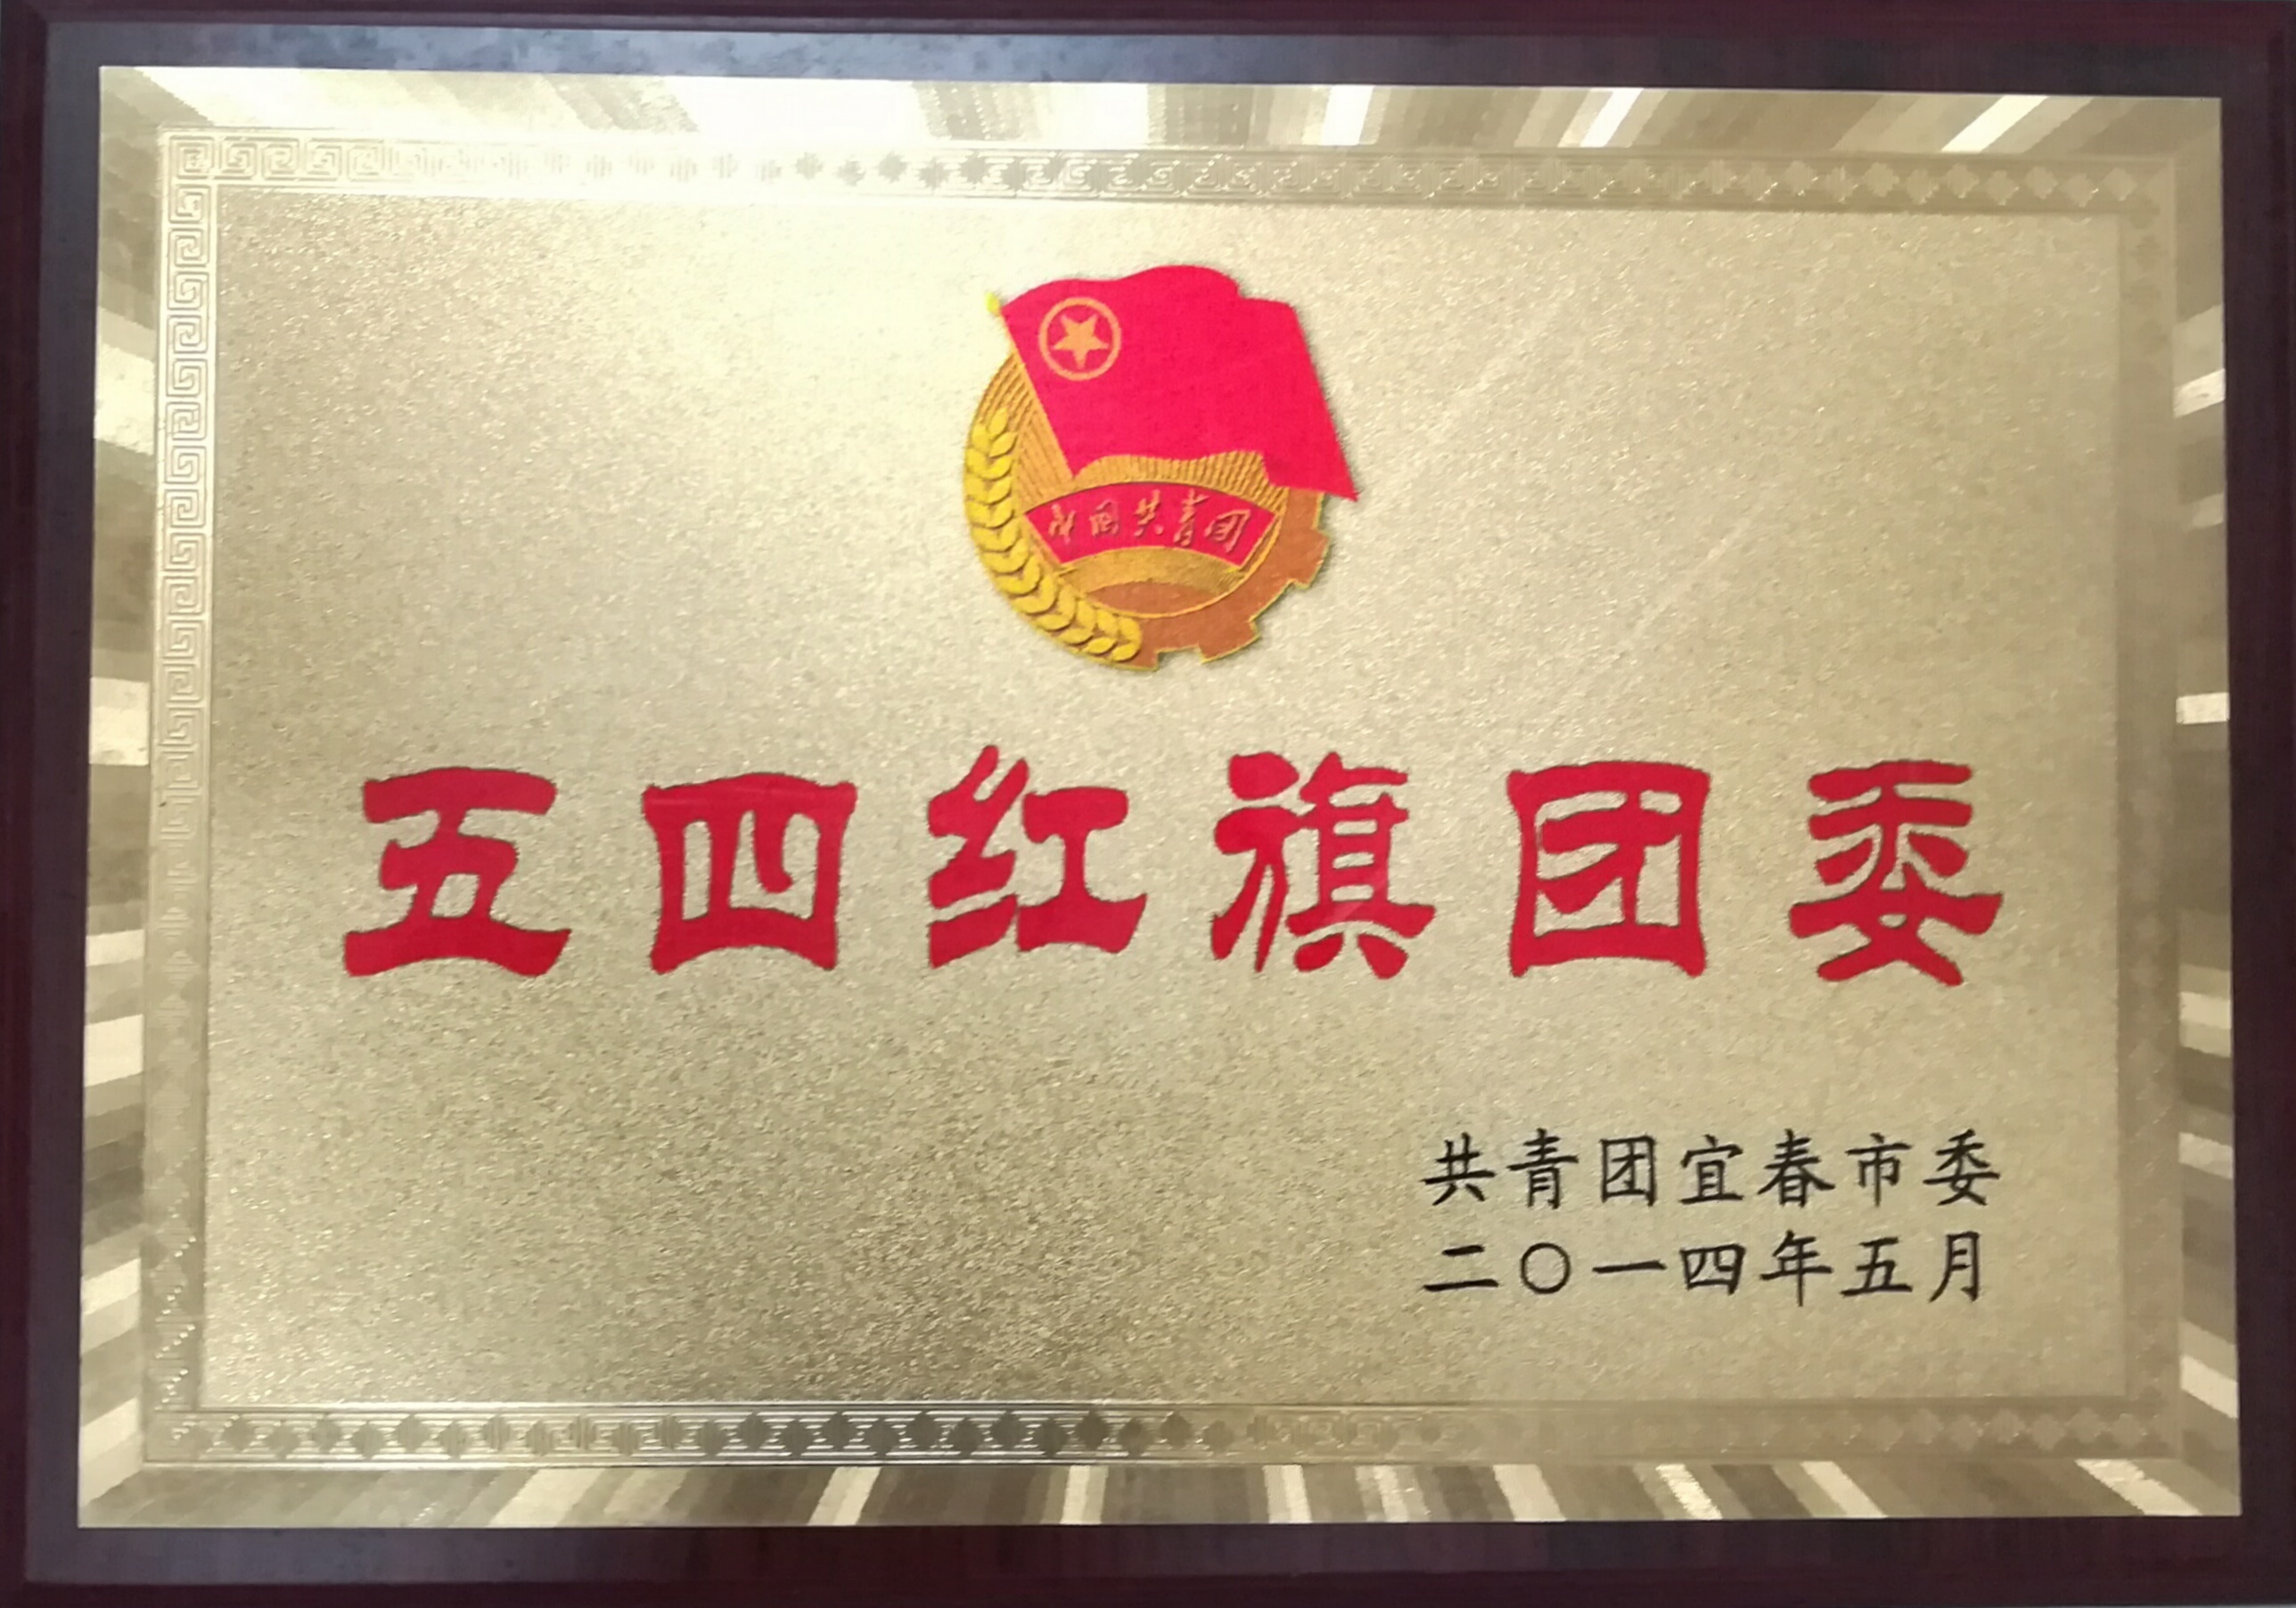 中国共青团
五四红旗团委
共青团宜春市委
二〇一四年五月